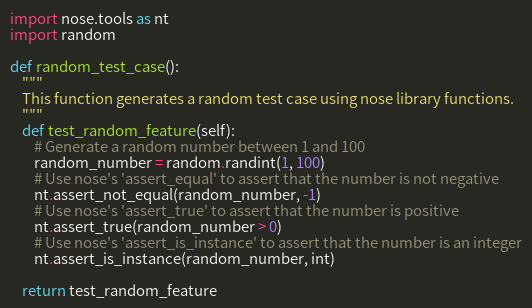 import nose.tools as nt
import random

def random_test_case():
    """
    This function generates a random test case using nose library functions.
    """
    def test_random_feature(self):
        # Generate a random number between 1 and 100
        random_number = random.randint(1, 100)
        # Use nose's 'assert_equal' to assert that the number is not negative
        nt.assert_not_equal(random_number, -1)
        # Use nose's 'assert_true' to assert that the number is positive
        nt.assert_true(random_number > 0)
        # Use nose's 'assert_is_instance' to assert that the number is an integer
        nt.assert_is_instance(random_number, int)

    return test_random_feature